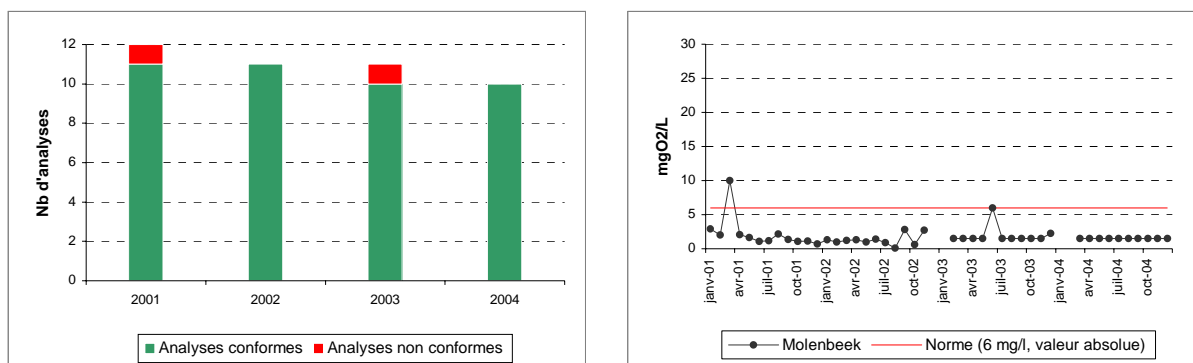 Nb d'analyses
12
10
8
6
4
2
0
2001 2002 2003 2004
Analyses conformes Analyses non conformes
mgO2/L
30
25
20
15
10
5
0
janv-01 avr-01 juil-01 oct-01 janv-02 avr-02 juil-02 oct-02 janv-03 avr-03 juil-03 oct-03 janv-04 avr-04 juil-04 oct-04
Molenbeek Norme (6 mg/l, valeur absolue)